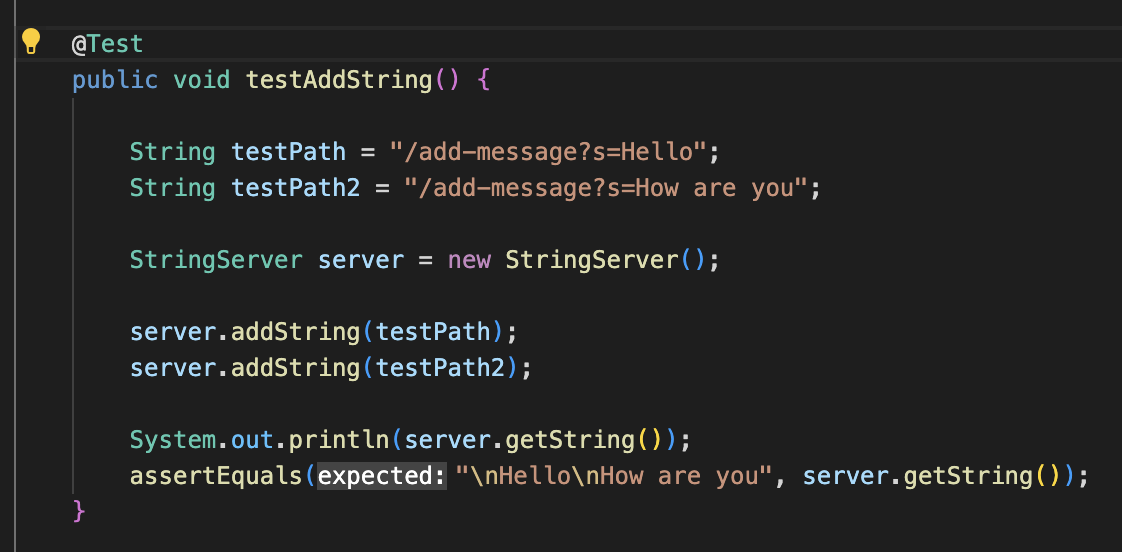 @Test
public void testAddString() {
String testPath = "/add-message?s=Hello";
String testPath2 = "/add-message?s=How are you";
StringServer server = new StringServer();
server.addString(testPath);
server.addString(testPath2);
System.out.println(server.getString());
assertEquals(expected:"\nHello\nHow are you", server.getString());
}